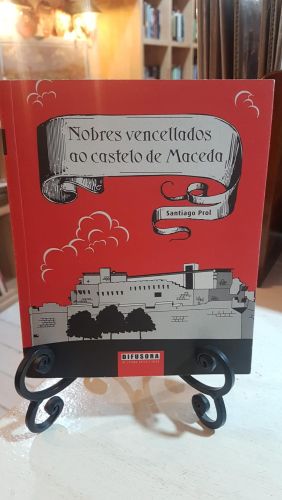 Nobres vencellados
ao castelo de Maceda
Santiago Prol
DIFUSORA